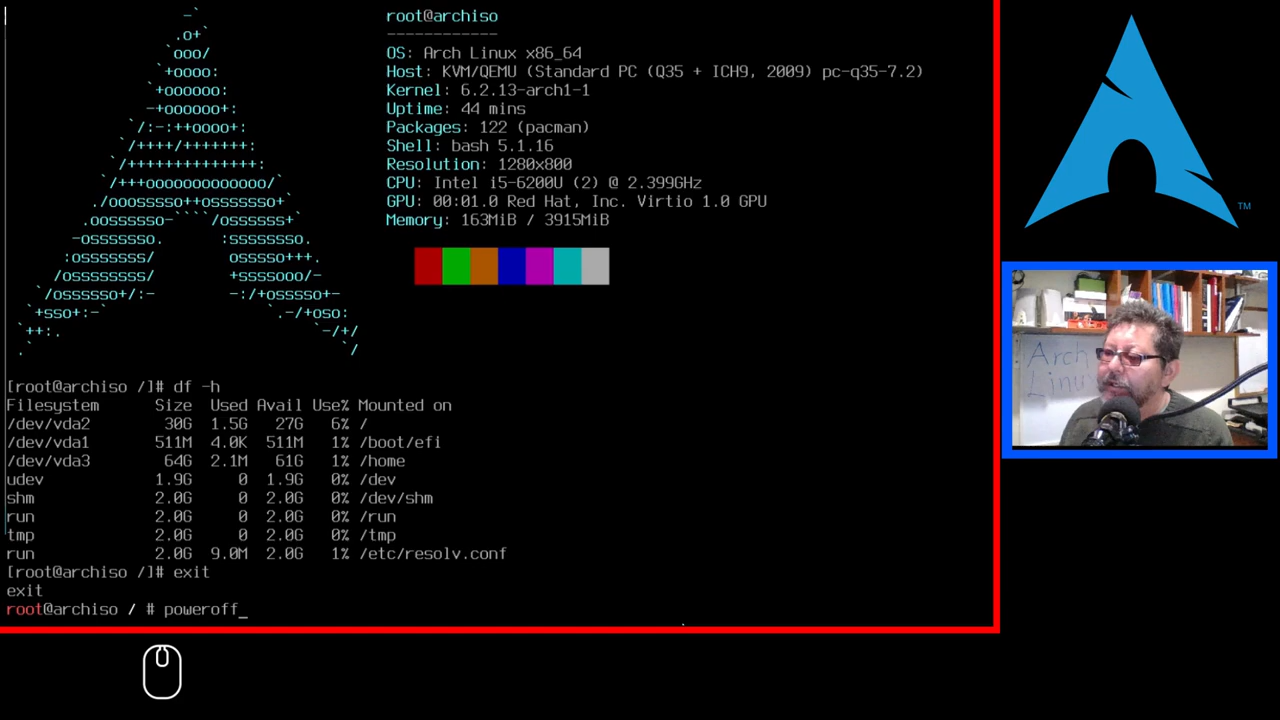 root@archiso
------------
OS: Arch Linux x86_64
Host: KVM/QEMU (Standard PC (Q35 + ICH9, 2009) pc-q35-7.2)
Kernel: 6.2.13-arch1-1
Uptime: 44 mins
Packages: 122 (pacman)
Shell: bash 5.1.16
Resolution: 1280x800
CPU: Intel i5-6200U (2) @ 2.399GHz
GPU: 00:01.0 Red Hat, Inc. Virtio 1.0 GPU
Memory: 163MiB / 3915MiB
[root@archiso /]# df -h
Filesystem Size Used Avail Use% Mounted on
/dev/vda2 30G 1.5G 27G 6% /
/dev/vda1 511M 4.0K 511M 1% /boot/efi
/dev/vda3 64G 2.1M 61G 1% /home
udev 1.9G 0 1.9G 0% /dev
shm 2.0G 0 2.0G 0% /dev/shm
run 2.0G 0 2.0G 0% /run
tmp 2.0G 0 2.0G 0% /tmp
run 2.0G 9.0M 2.0G 1% /etc/resolv.conf
[root@archiso /]# exit
exit
root@archiso / # poweroff_
TM
Arch
Linux